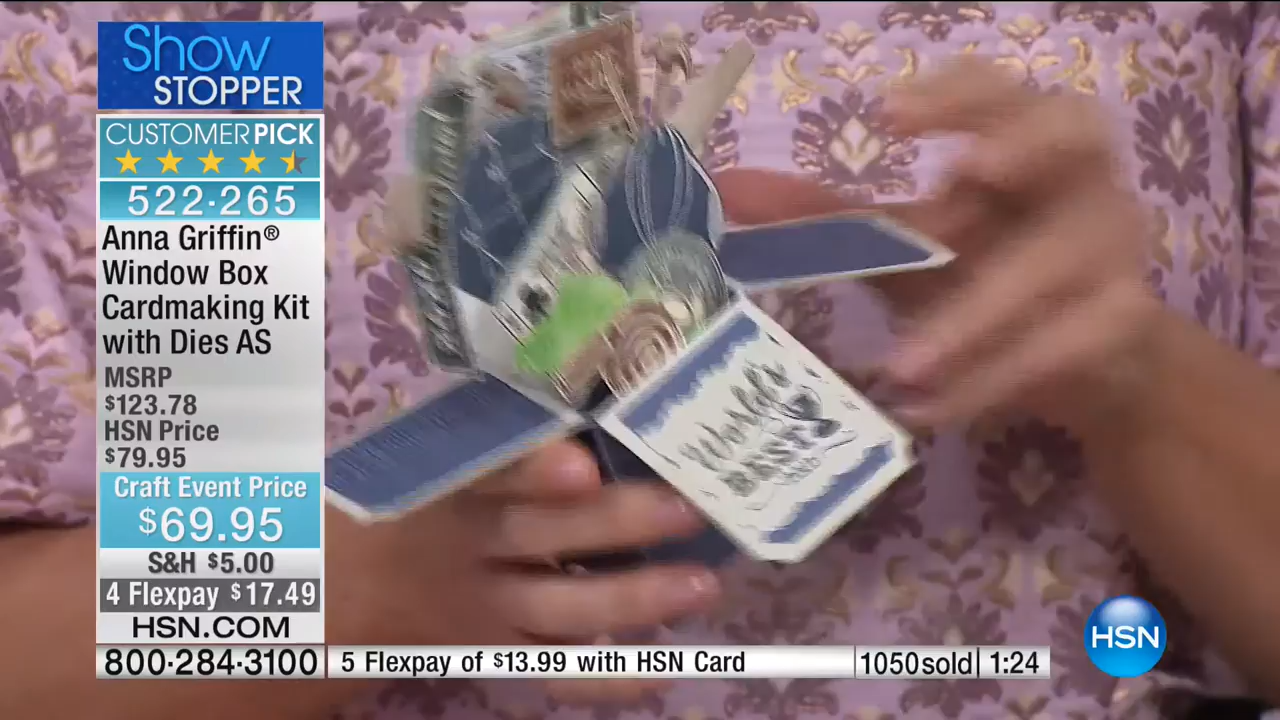 Show
STOPPER
CUSTOMER PICK
522·265
Anna Griffin®
Window Box
Cardmaking Kit
with Dies AS
MSRP
$123.78
HSN Price
$79.95
Craft Event Price
$69.95
S&H $5.00
4 Flexpay $17.49
HSN.COM
800·284·3100
5 Flexpay of $13.99 with HSN Card
1050sold
1:24
HSN
World's
BEST